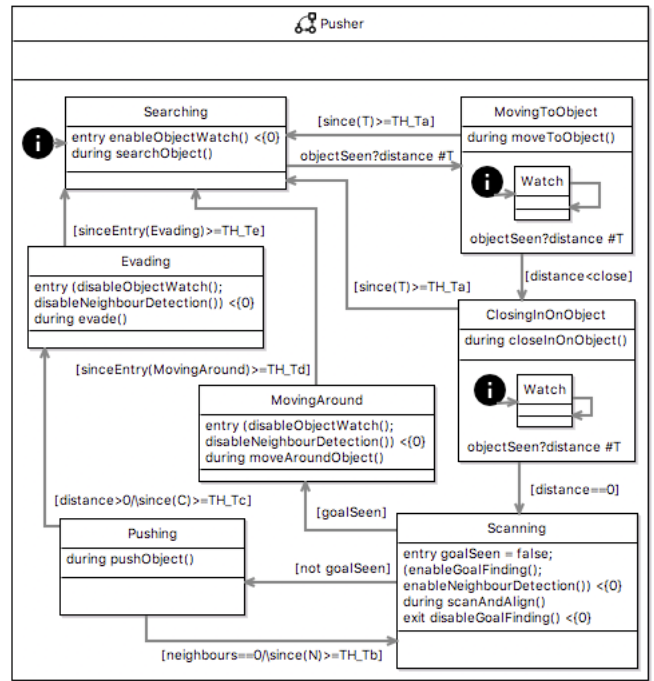 Pusher
Searching
entry enableObjectWatch() <{0}
during searchObject()
i
[since(T)>=TH_Ta]
objectSeen?distance #T
MovingToObject
during moveToObject()
i
Watch
objectSeen?distance #T
[sinceEntry(Evading)>=TH_Te]
Evading
entry (disableObjectWatch();
disableNeighbourDetection()) <{0}
during evade()
[since(T)>=TH_Ta]
[distance<close]
ClosingInOnObject
during closeInOnObject()
i
Watch
objectSeen?distance #T
[sinceEntry(MovingAround)>=TH_Td]
MovingAround
entry (disableObjectWatch();
disableNeighbourDetection()) <{0}
during moveAroundObject()
[distance==0]
[distance>0/\since(C)>=TH_Tc]
[goalSeen]
Pushing
during pushObject()
[not goalSeen]
Scanning
entry goalSeen = false;
(enableGoalFinding();
enableNeighbourDetection()) <{0}
during scanAndAlign()
exit disableGoalFinding() <{0}
[neighbours==0/\since(N)>=TH_Tb]